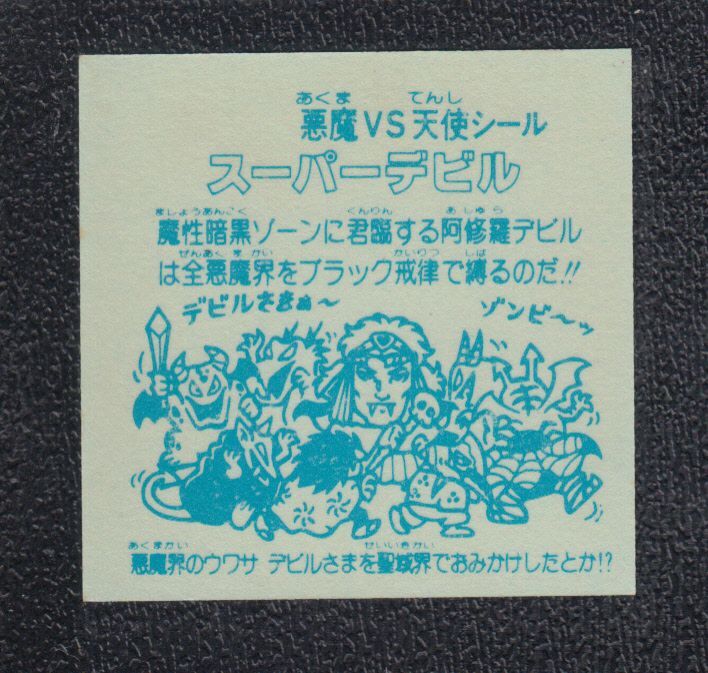 あくま てんし
悪魔VS天使シール
スーパーデビル
ましょうあんこく くんりん あしゅら
魔性暗黒ゾーンに君臨する阿修羅デビル
ぜんあくまかい かいりつ しば
は全悪魔界をブラック戒律で縛るのだ!!
デビルさまぁ〜
ゾンビ〜ッ
あくまかい せいいきかい
悪魔界のウワサ デビルさまを聖域界でおみかけしたとか!?